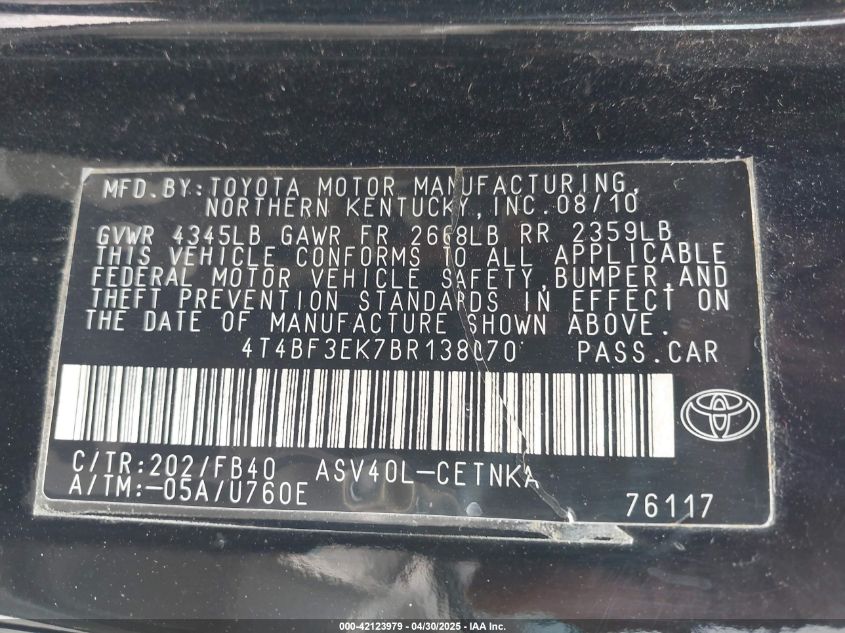 MFD.BY:TOYOTA MOTOR MANUFACTURING,
NORTHERN KENTUCKY,INC.08/10
GVWR 4345LB GAWR FR 2668LB RR 2359LB
THIS VEHICLE CONFORMS TO ALL APPLICABLE
FEDERAL MOTOR VEHICLE SAFETY,BUMPER,AND
THEFT PREVENTION STANDARDS IN EFFECT ON
THE DATE OF MANUFACTURE SHOWN ABOVE.
4T4BF3EK7BR138070 PASS.CAR
C/TR:202/FB40 ASV40L-CETNKA
A/TM:-05A/U760E
76117
000-42123979 - 04/30/2025 - IAA Inc.